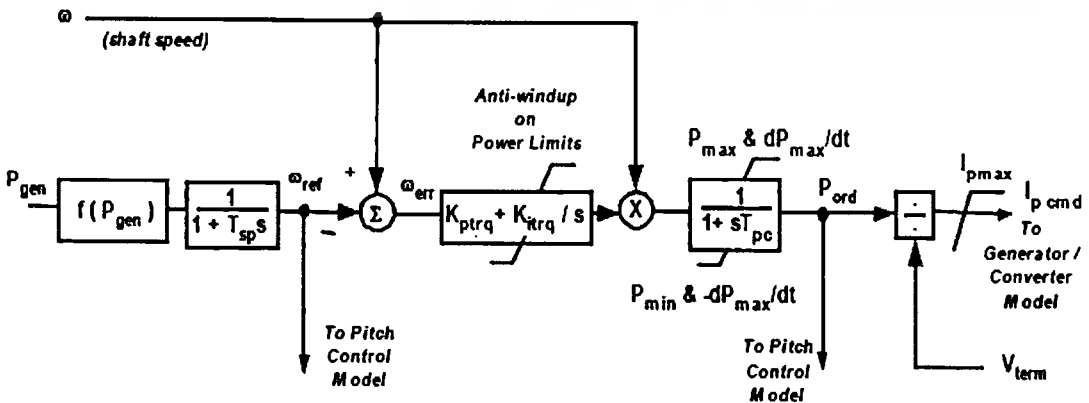 ω
(shaft speed)
Anti-windup
on
Power Limits
P_max & dP_max/dt
P_gen
f ( P_gen )
1
1 + T_sp s
ω_ref
+
−
Σ
ω_err
K_ptrq + K_itrq / s
X
1
1 + sT_pc
P_ord
÷
I_pmax
I_p cmd
To
Generator /
Converter
Model
P_min & -dP_max/dt
To Pitch
Control
Model
To Pitch
Control
Model
V_term